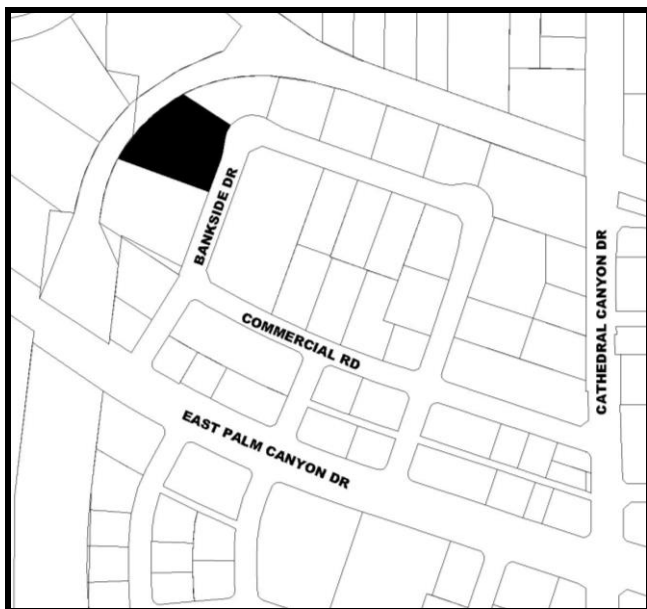 BANKSIDE DR
CATHEDRAL CANYON DR
COMMERCIAL RD
EAST PALM CANYON DR